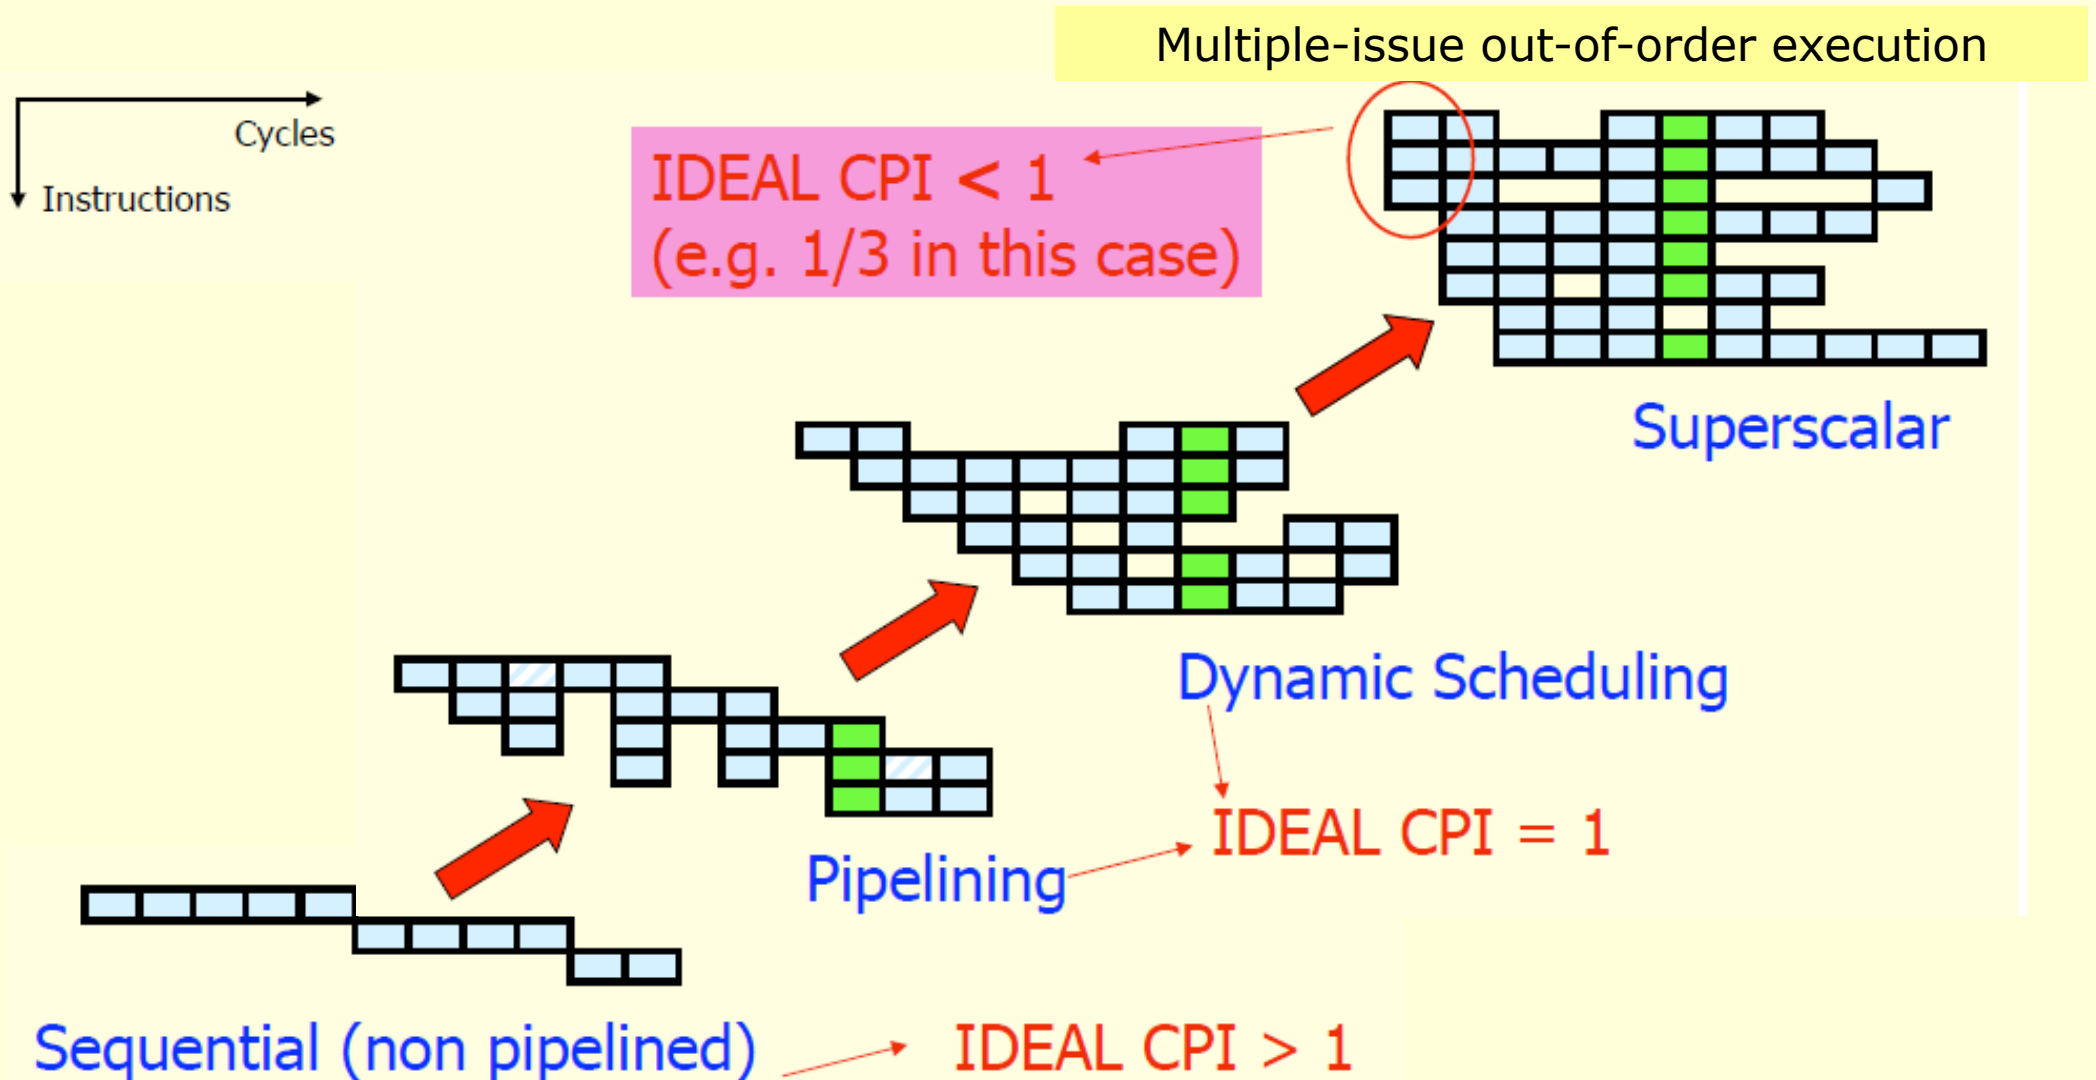 Multiple-issue out-of-order execution
Cycles
Instructions
IDEAL CPI < 1
(e.g. 1/3 in this case)
Superscalar
Dynamic Scheduling
IDEAL CPI = 1
Pipelining
Sequential (non pipelined)
IDEAL CPI > 1